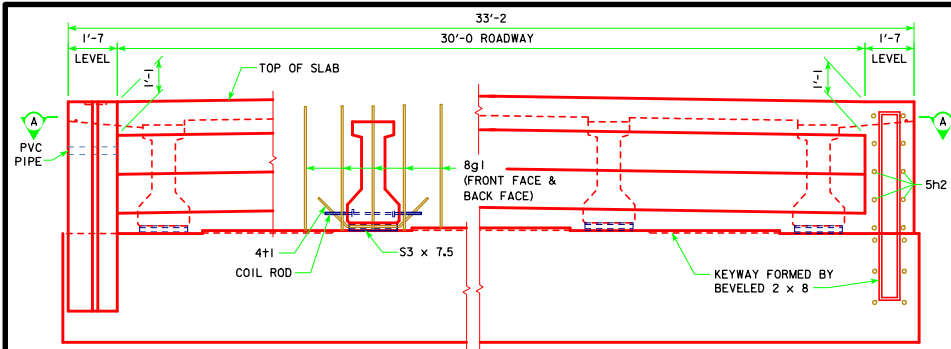 33'-2
1'-7
30'-0 ROADWAY
1'-7
LEVEL
LEVEL
TOP OF SLAB
1'-1
1'-1
A
A
PVC
PIPE
8g1
(FRONT FACE &
BACK FACE)
5h2
4t1
S3 x 7.5
COIL ROD
KEYWAY FORMED BY
BEVELED 2 x 8